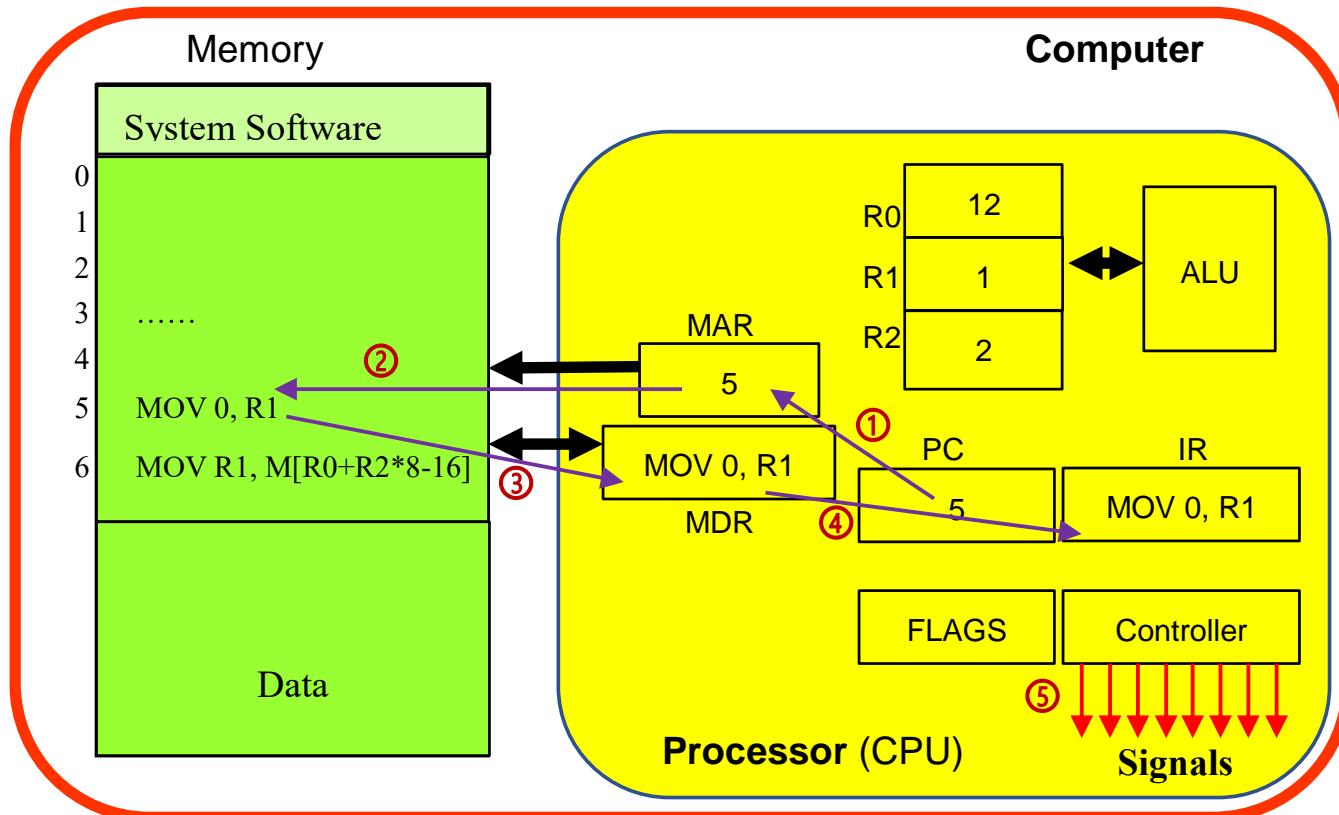 Memory
Computer
System Software
0
1
2
3 ......
4
5 MOV 0, R1
6 MOV R1, M[R0+R2*8-16]
Data
R0 12
R1 1
R2 2
ALU
MAR
5
②
①
③
MOV 0, R1
MDR
④
PC
5
IR
MOV 0, R1
FLAGS
Controller
⑤
Signals
Processor (CPU)